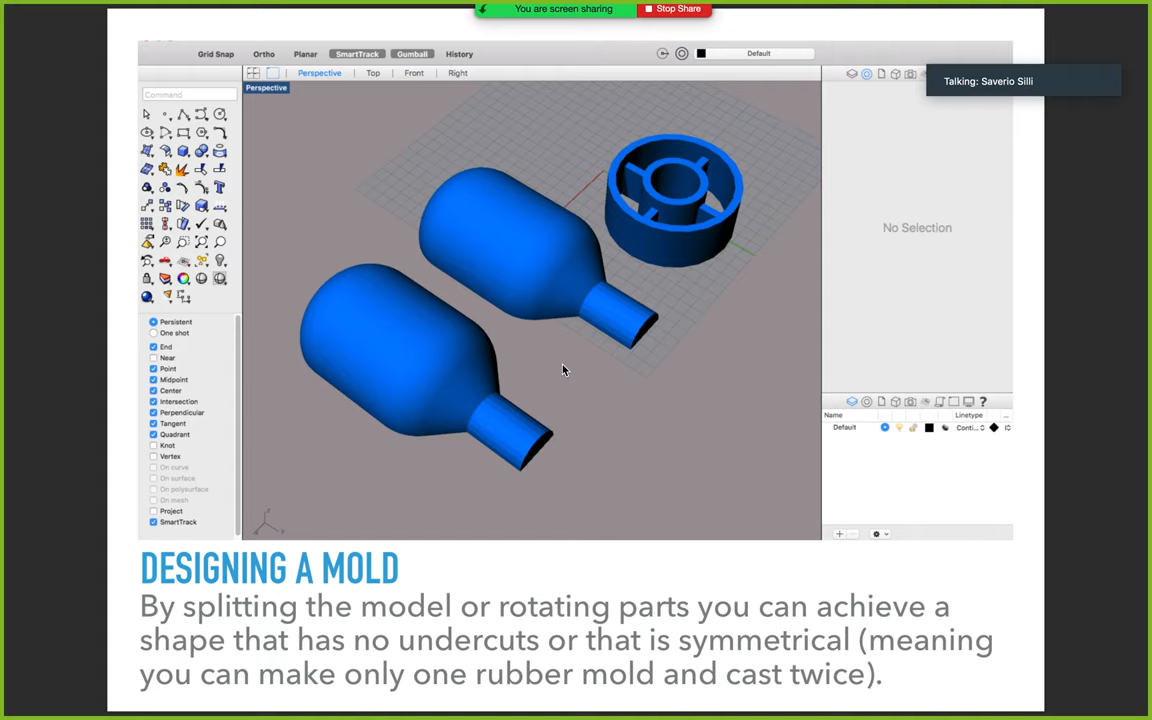 You are screen sharing
Stop Share
Grid Snap Ortho Planar SmartTrack Gumball History Default
Perspective Top Front Right
Talking: Saverio Silli
Perspective
Command
No Selection
Persistent
One shot
End
Near
Point
Midpoint
Center
Intersection
Perpendicular
Tangent
Quadrant
Knot
Vertex
On curve
On surface
On polysurface
On mesh
Project
SmartTrack
Name Linetype ...
Default Conti...
DESIGNING A MOLD
By splitting the model or rotating parts you can achieve a
shape that has no undercuts or that is symmetrical (meaning
you can make only one rubber mold and cast twice).